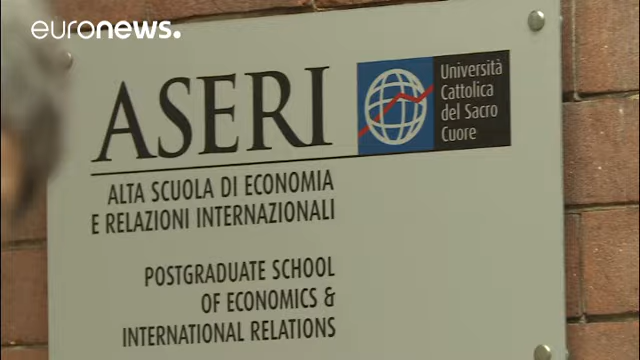 euronews.
ASERI
Università
Cattolica
del Sacro
Cuore
ALTA SCUOLA DI ECONOMIA
E RELAZIONI INTERNAZIONALI
POSTGRADUATE SCHOOL
OF ECONOMICS &
INTERNATIONAL RELATIONS